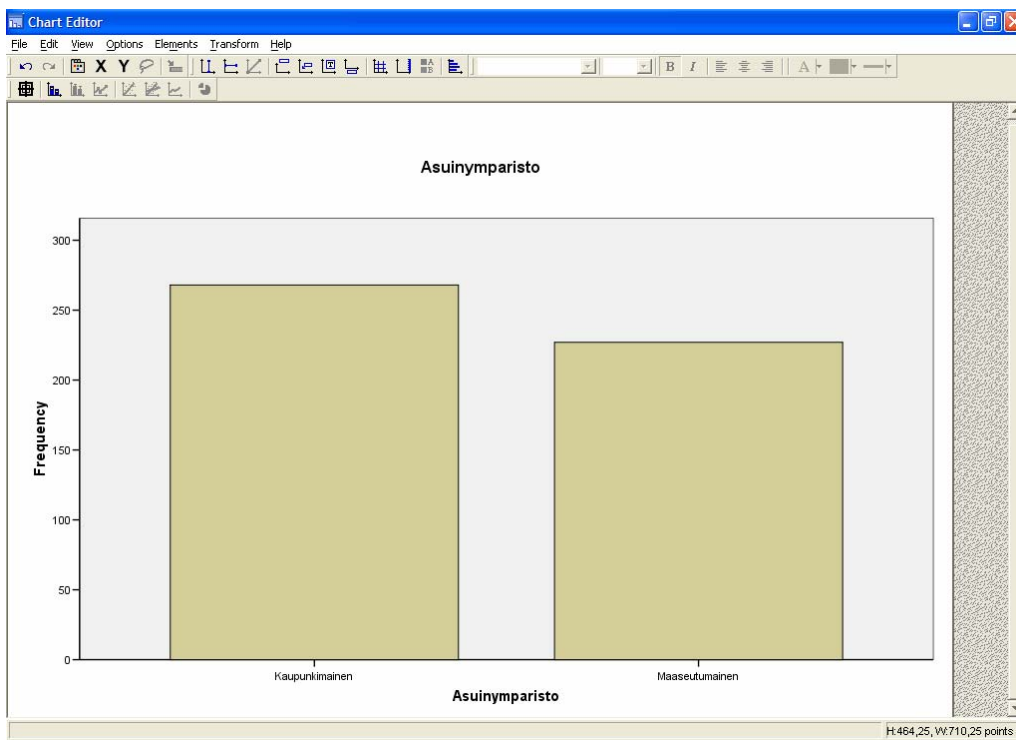 Chart Editor
File Edit View Options Elements Transform Help
X Y B I A
Asuinymparisto
300
250
200
150
100
50
0
Frequency
Kaupunkimainen Maaseutumainen
Asuinymparisto
H:464,25, W:710,25 points